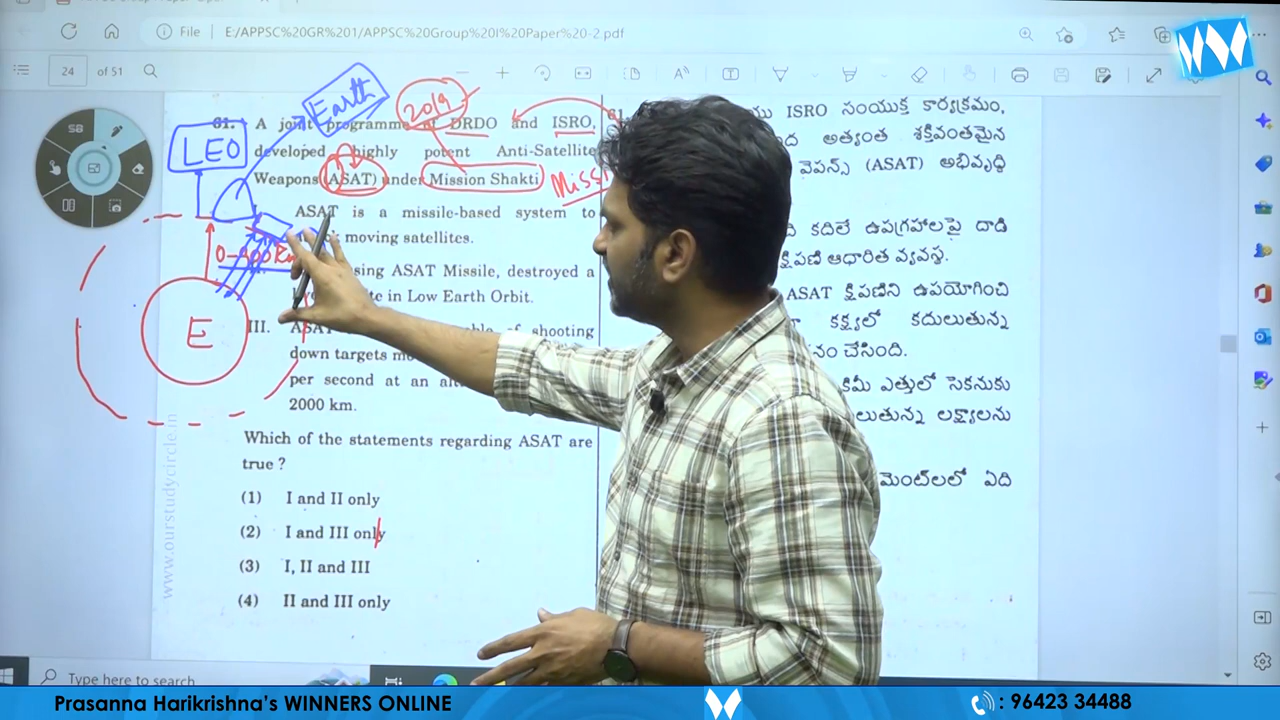 File E:/APPSC%20GR%201/APPSC%20Group%20I%20Paper%20-2.pdf
24 of 51
Earth
2019
LEO
81. A joint programme of DRDO and ISRO,
developed highly potent Anti-Satellite
Weapons (ASAT) under Mission Shakti
ASAT is a missile-based system to
moving satellites.
ASAT Missile, destroyed a
in Low Earth Orbit.
III. ASAT of shooting
down targets
per second at an
2000 km.
E
Which of the statements regarding ASAT are
true ?
(1) I and II only
(2) I and III only
(3) I, II and III
(4) II and III only
ISRO సంయుక్త కార్యక్రమం,
అత్యంత శక్తివంతమైన
వెపన్స్ (ASAT) అభివృద్ధి
కదిలే ఉపగ్రహాలపై దాడి
ఆధారిత వ్యవస్థ.
ASAT క్షిపణిని ఉపయోగించి
కక్ష్యలో కదులుతున్న
చేసింది.
కిమీ ఎత్తులో సెకనుకు
లక్ష్యాలను
ఏది
www.ourstudycircle.in
Type here to search
Prasanna Harikrishna's WINNERS ONLINE
: 96423 34488